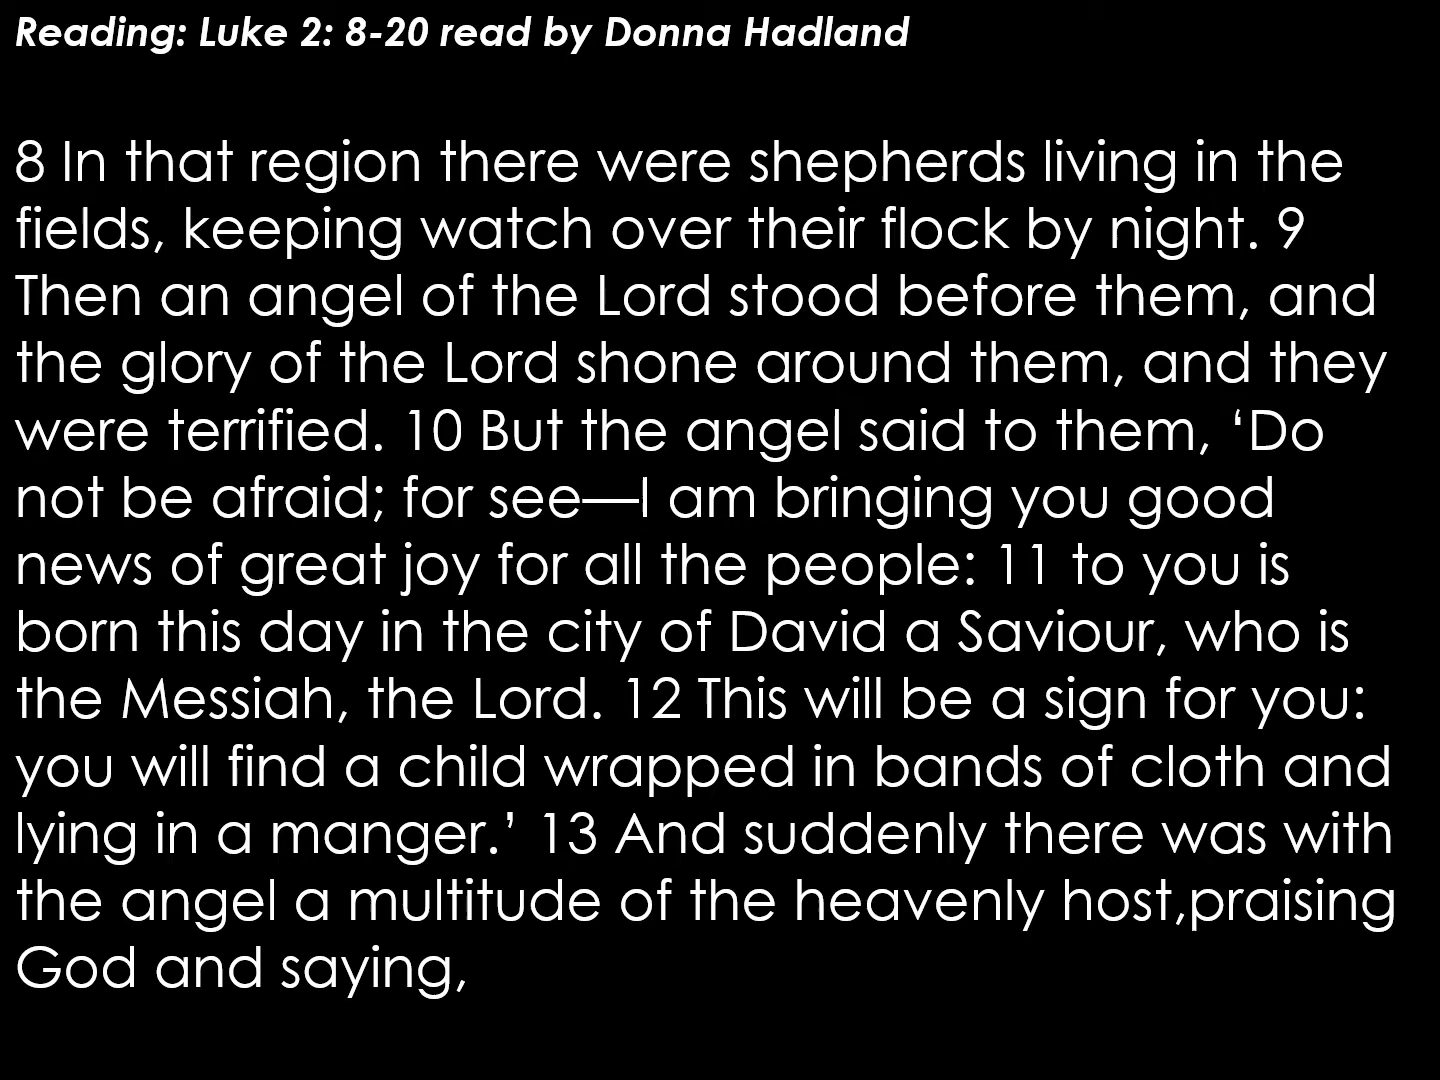 Reading: Luke 2: 8-20 read by Donna Hadland
8 In that region there were shepherds living in the
fields, keeping watch over their flock by night. 9
Then an angel of the Lord stood before them, and
the glory of the Lord shone around them, and they
were terrified. 10 But the angel said to them, ‘Do
not be afraid; for see—I am bringing you good
news of great joy for all the people: 11 to you is
born this day in the city of David a Saviour, who is
the Messiah, the Lord. 12 This will be a sign for you:
you will find a child wrapped in bands of cloth and
lying in a manger.’ 13 And suddenly there was with
the angel a multitude of the heavenly host,praising
God and saying,